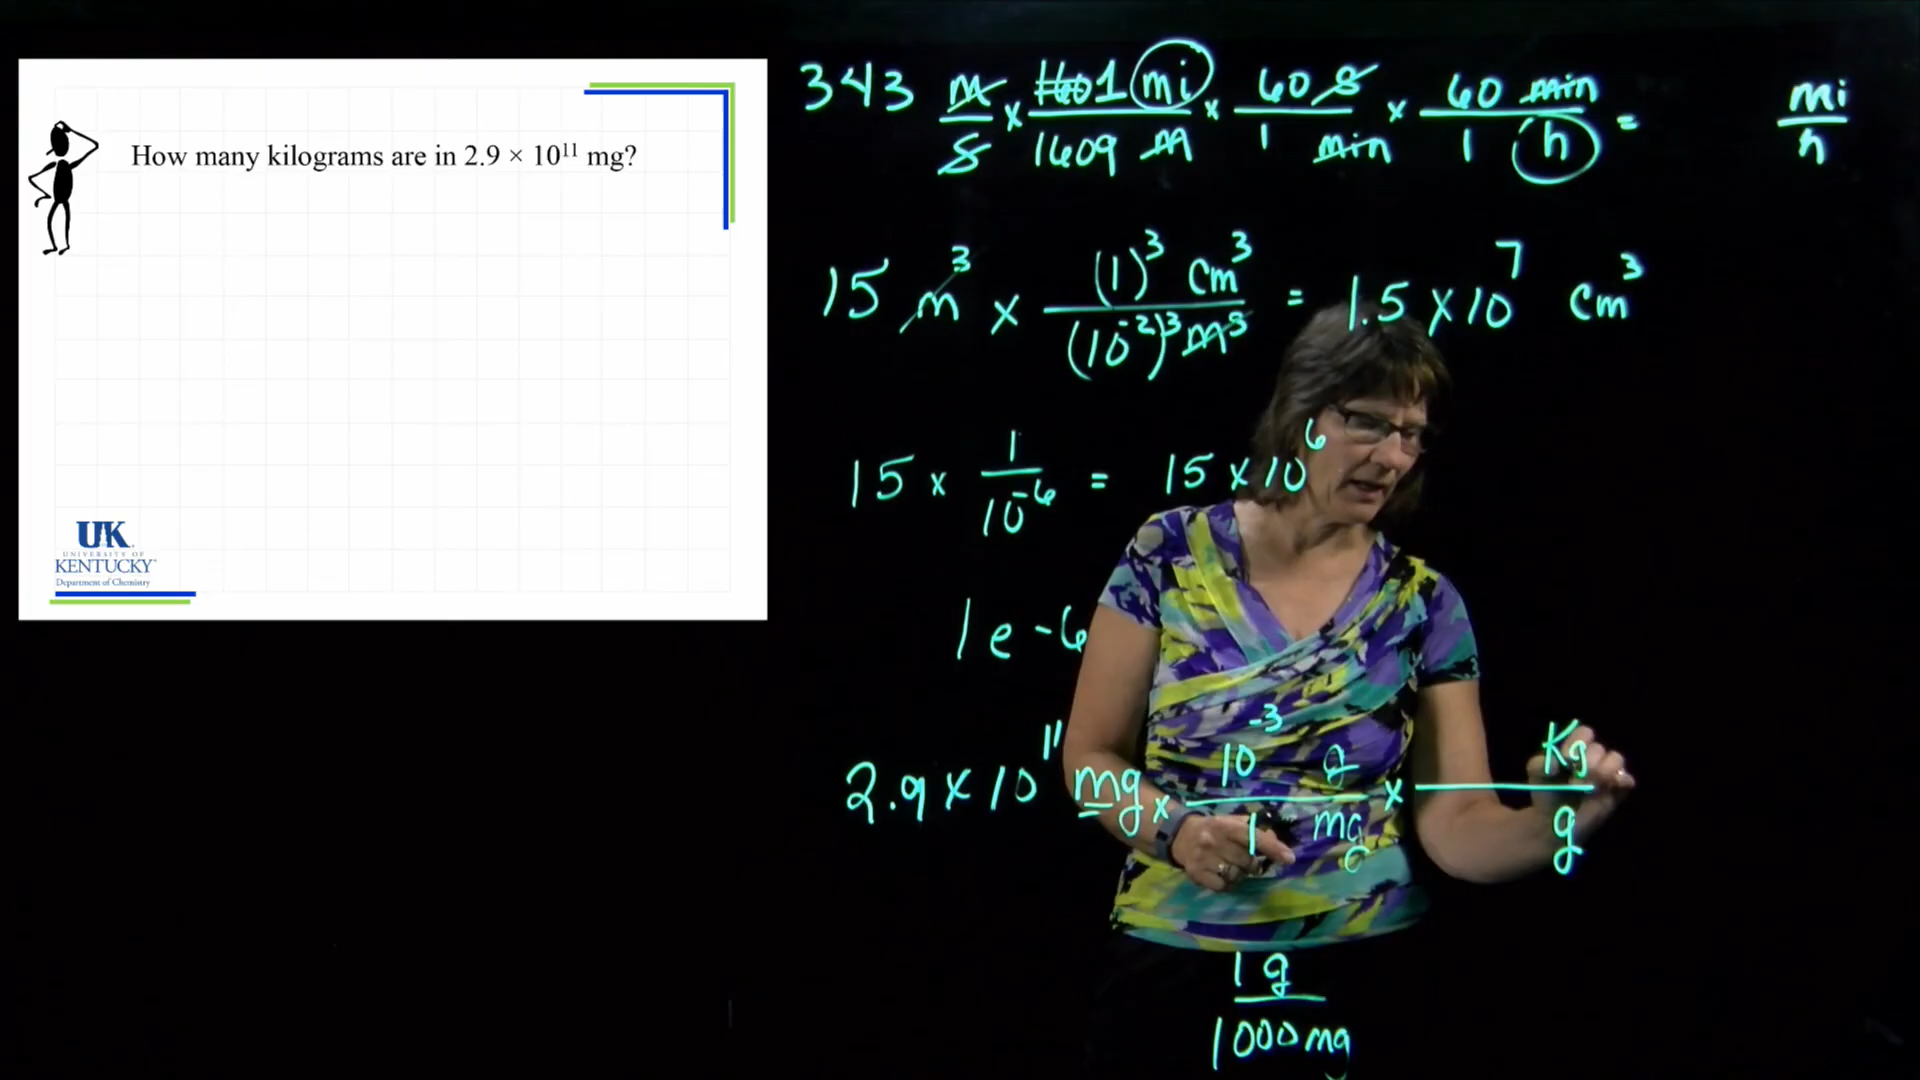 How many kilograms are in 2.9 × 10¹¹ mg?
UK
UNIVERSITY OF
KENTUCKY
Department of Chemistry
343 m/s × 1 mi/1609 m × 60 s/1 min × 60 min/1 h = mi/h
15 m³ × (1)³ cm³/(10⁻²)³ m³ = 1.5 × 10⁷ cm³
15 × 1/10⁻⁶ = 15 × 10⁶
1 e -6
2.9 × 10¹¹ mg × 10⁻³ g/1 mg × Kg/g
1 g/1000 mg